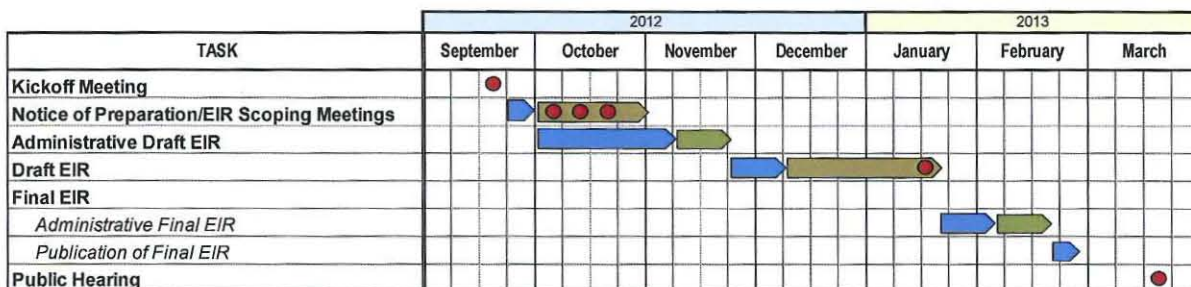 2012 2013
TASK September October November December January February March
Kickoff Meeting
Notice of Preparation/EIR Scoping Meetings
Administrative Draft EIR
Draft EIR
Final EIR
Administrative Final EIR
Publication of Final EIR
Public Hearing